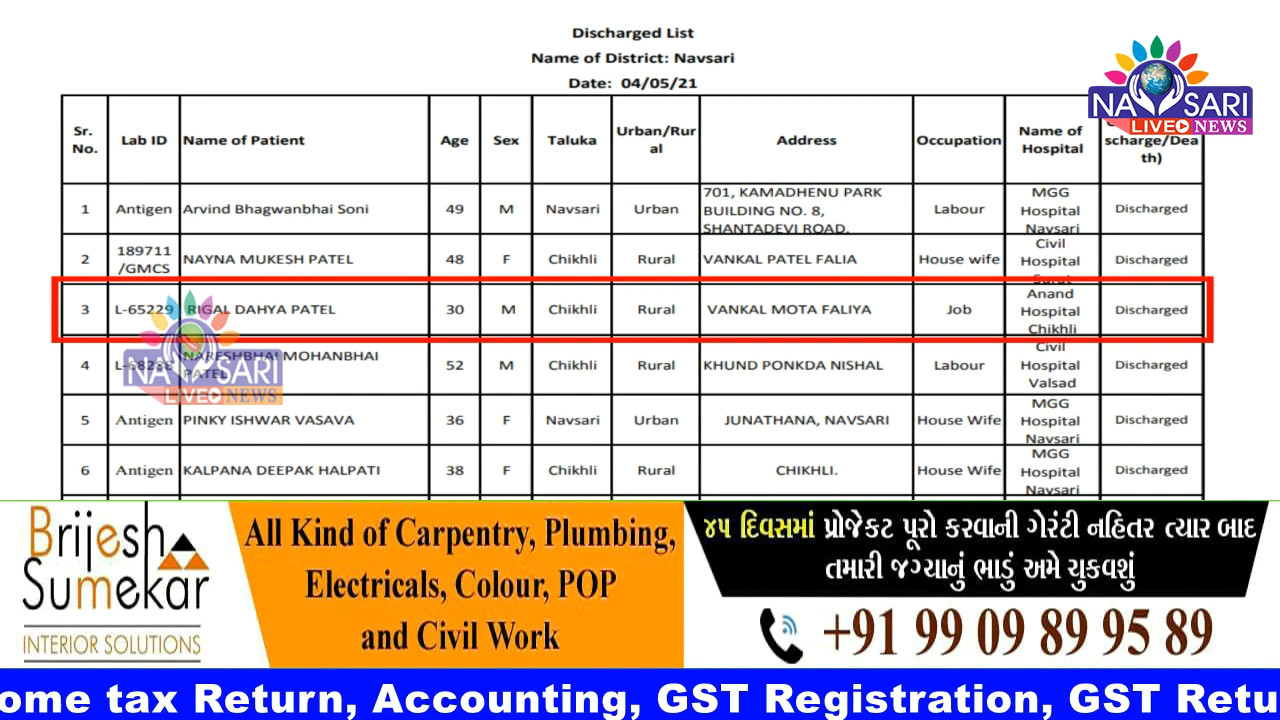 Discharged List
Name of District: Navsari
Date: 04/05/21
NAVSARI
LIVE NEWS
Sr. No. Lab ID Name of Patient Age Sex Taluka Urban/Rural Address Occupation Name of Hospital scharge/Death)
1 Antigen Arvind Bhagwanbhai Soni 49 M Navsari Urban 701, KAMADHENU PARK BUILDING NO. 8, SHANTADEVI ROAD. Labour MGG Hospital Navsari Discharged
2 189711/GMCS NAYNA MUKESH PATEL 48 F Chikhli Rural VANKAL PATEL FALIA House wife Civil Hospital Surat Discharged
3 L-65229 RIGAL DAHYA PATEL 30 M Chikhli Rural VANKAL MOTA FALIYA Job Anand Hospital Chikhli Discharged
4 NARESHBHAI MOHANBHAI PATEL 52 M Chikhli Rural KHUND PONKDA NISHAL Labour Civil Hospital Valsad Discharged
NAVSARI
LIVE NEWS
5 Antigen PINKY ISHWAR VASAVA 36 F Navsari Urban JUNATHANA, NAVSARI House Wife MGG Hospital Navsari Discharged
6 Antigen KALPANA DEEPAK HALPATI 38 F Chikhli Rural CHIKHLI. House Wife MGG Hospital Navsari Discharged
Brijesh
Sumekar
INTERIOR SOLUTIONS
All Kind of Carpentry, Plumbing,
Electricals, Colour, POP
and Civil Work
૪૫ દિવસમાં પ્રોજેકટ પૂરો કરવાની ગેરંટી નહિતર ત્યાર બાદ
તમારી જગ્યાનું ભાડું અમે ચુકવશું
+91 99 09 89 95 89
ome tax Return, Accounting, GST Registration, GST Retu